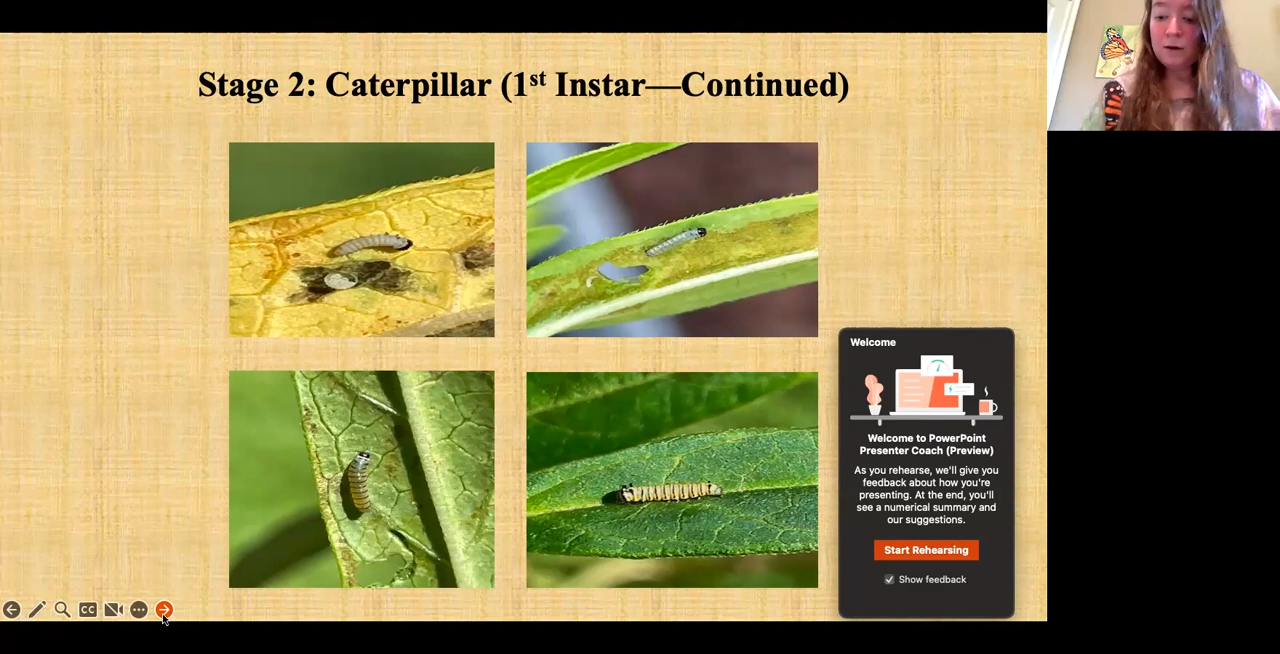 Stage 2: Caterpillar (1st Instar—Continued)
Welcome
Welcome to PowerPoint
Presenter Coach (Preview)
As you rehearse, we'll give you
feedback about how you're
presenting. At the end, you'll
see a numerical summary and
our suggestions.
Start Rehearsing
Show feedback
CC